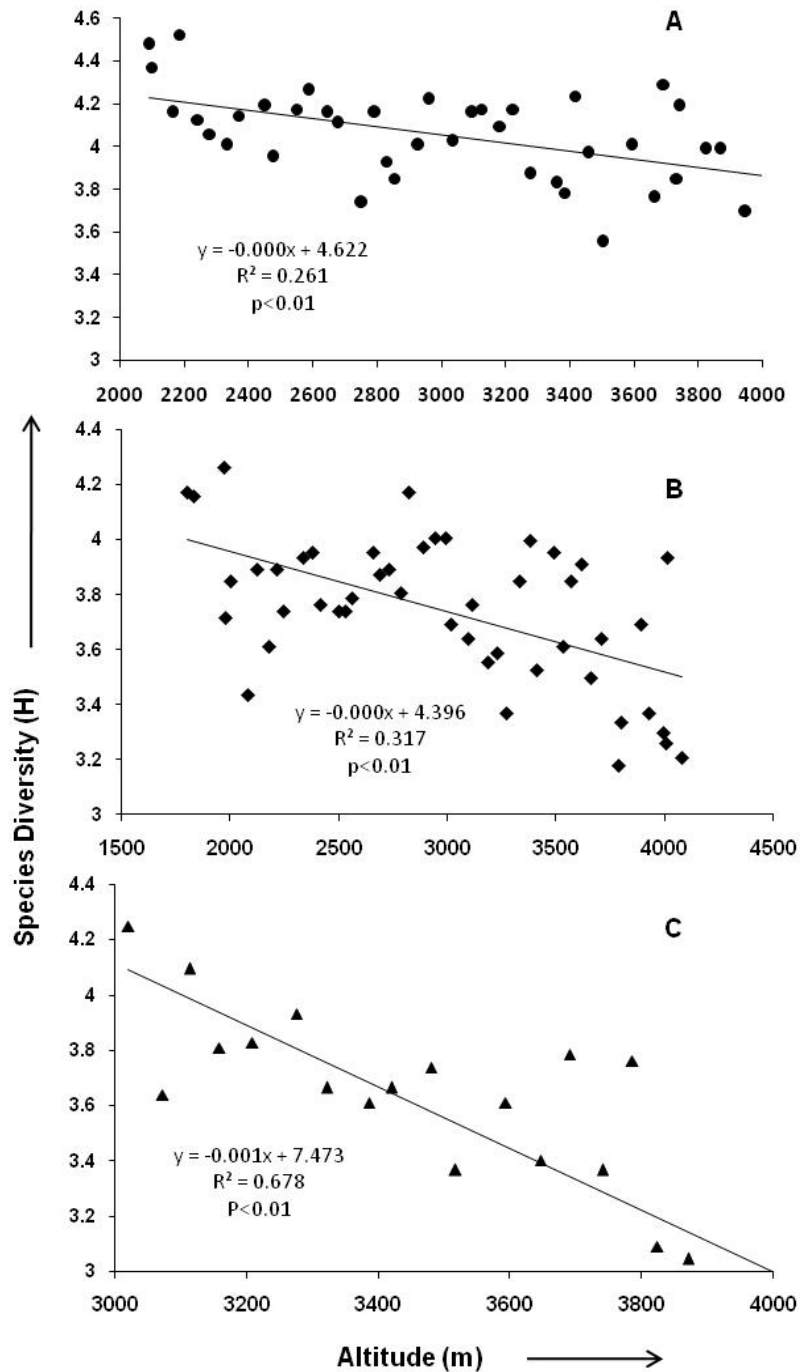 A
4.6
4.4
4.2
4
3.8
3.6
3.4
3.2
3
y = -0.000x + 4.622
R² = 0.261
p<0.01
2000 2200 2400 2600 2800 3000 3200 3400 3600 3800 4000
B
4.4
4.2
4
3.8
3.6
3.4
3.2
3
y = -0.000x + 4.396
R² = 0.317
p<0.01
1500 2000 2500 3000 3500 4000 4500
Species Diversity (H)
C
4.4
4.2
4
3.8
3.6
3.4
3.2
3
y = -0.001x + 7.473
R² = 0.678
P<0.01
3000 3200 3400 3600 3800 4000
Altitude (m)